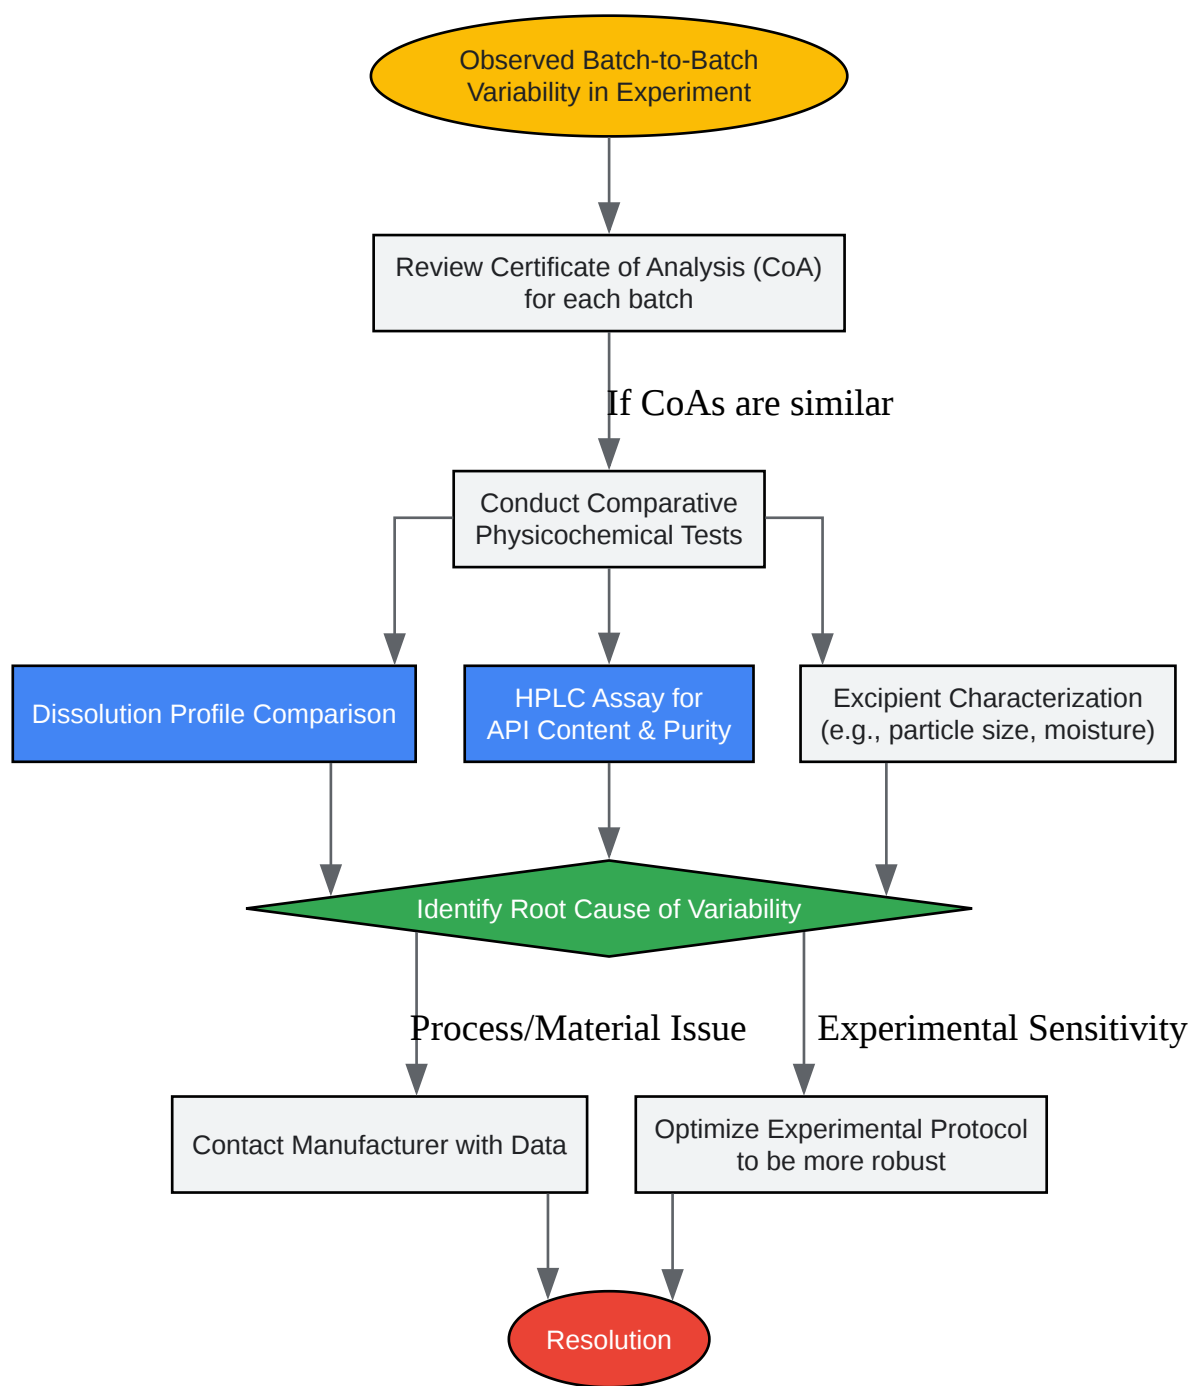 Observed Batch-to-Batch
Variability in Experiment
Review Certificate of Analysis (CoA)
for each batch
If CoAs are similar
Conduct Comparative
Physicochemical Tests
Dissolution Profile Comparison
HPLC Assay for
API Content & Purity
Excipient Characterization
(e.g., particle size, moisture)
Identify Root Cause of Variability
Process/Material Issue
Experimental Sensitivity
Contact Manufacturer with Data
Optimize Experimental Protocol
to be more robust
Resolution